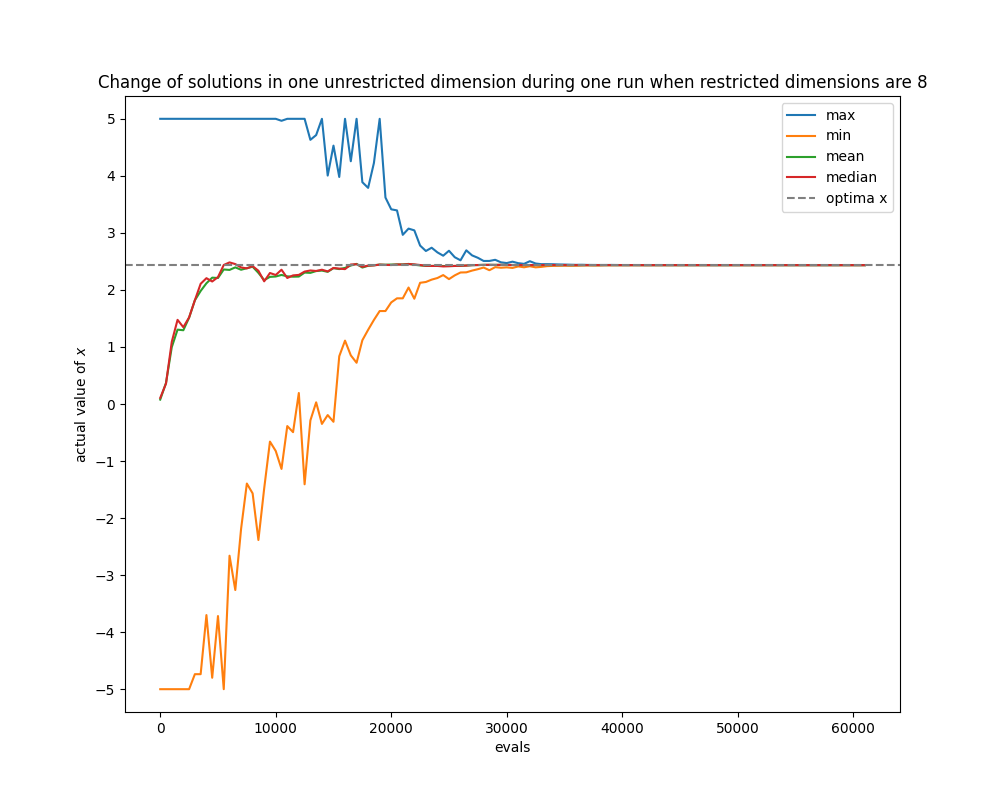 Change of solutions in one unrestricted dimension during one run when restricted dimensions are 8
max
min
mean
median
optima x
5
4
3
2
1
0
−1
−2
−3
−4
−5
actual value of x
0 10000 20000 30000 40000 50000 60000
evals